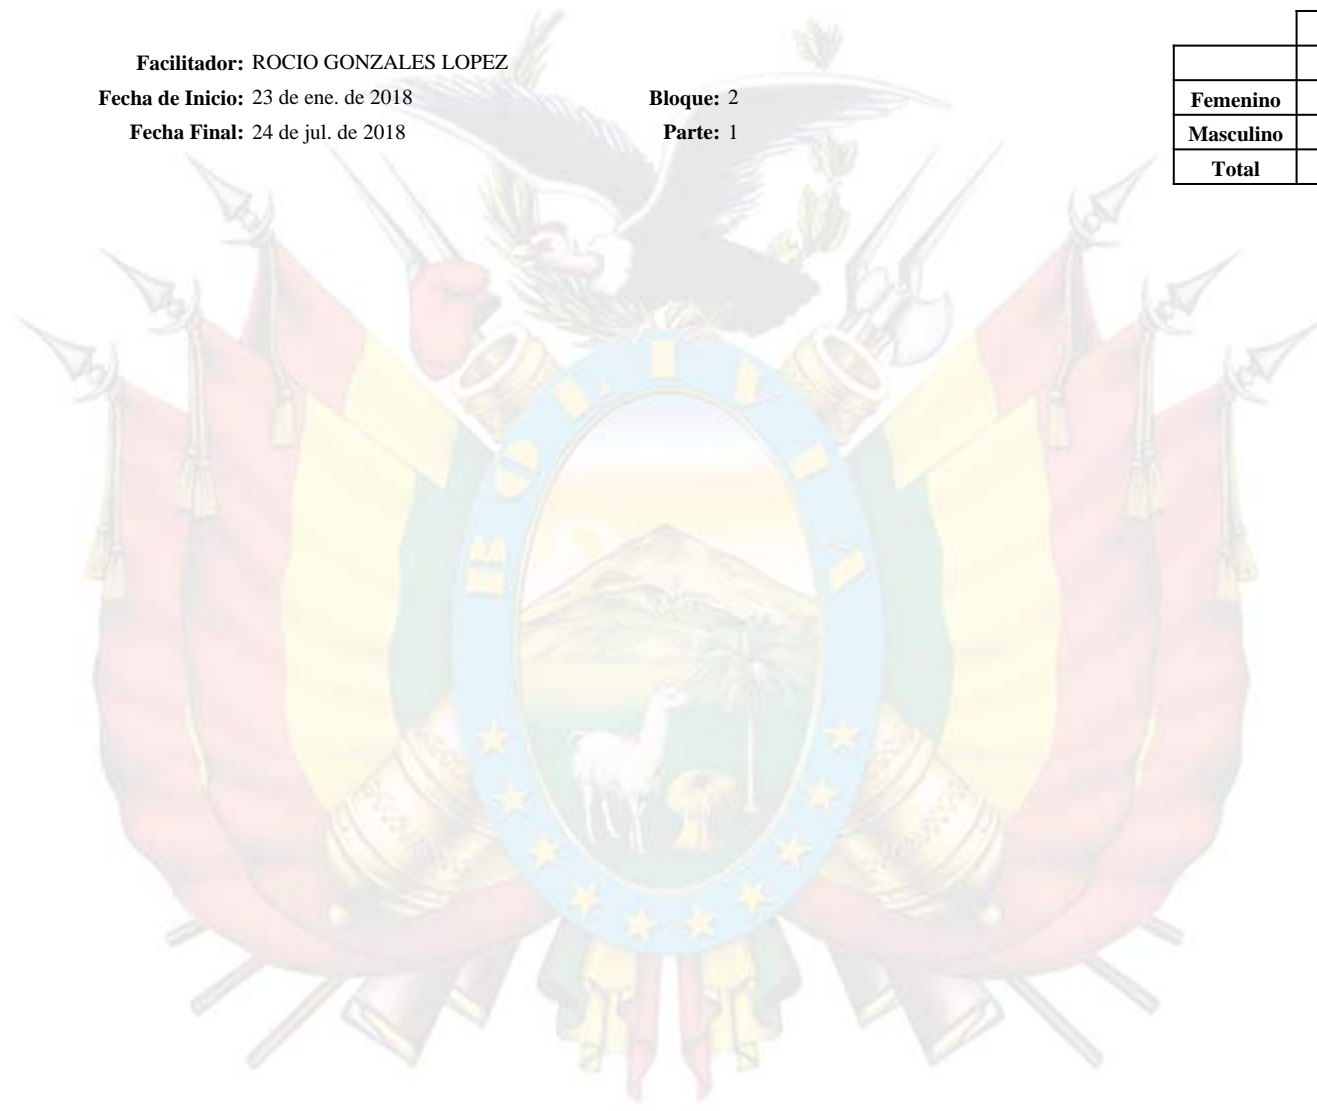 Facilitador: ROCIO GONZALES LOPEZ
Fecha de Inicio: 23 de ene. de 2018 Bloque: 2
Fecha Final: 24 de jul. de 2018 Parte: 1
Femenino
Masculino
Total
BOLIVIA